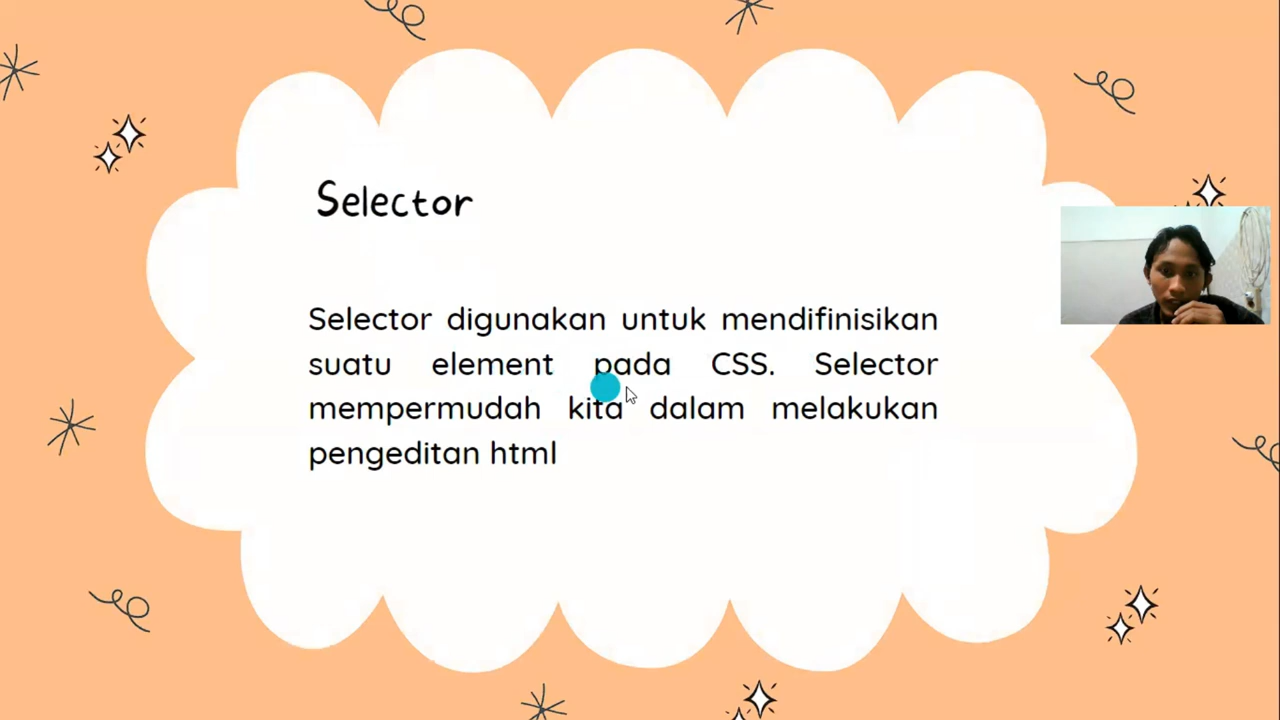 Selector
Selector digunakan untuk mendifinisikan
suatu element pada CSS. Selector
mempermudah kita dalam melakukan
pengeditan html